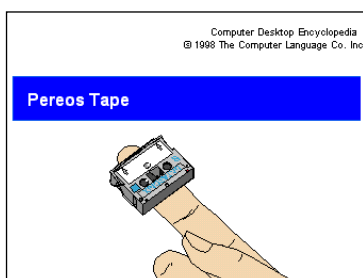 Computer Desktop Encyclopedia
© 1998 The Computer Language Co. Inc
Pereos Tape